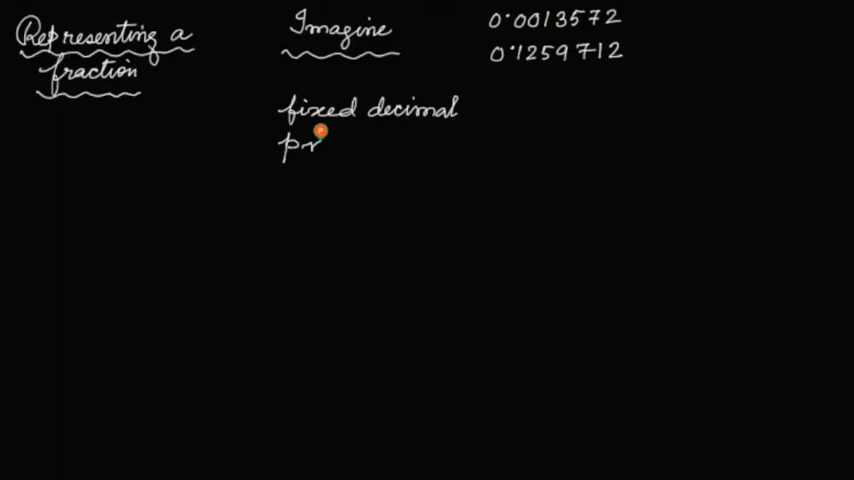 Representing a
fraction
Imagine
0.0013572
0.1259712
fixed decimal
pr